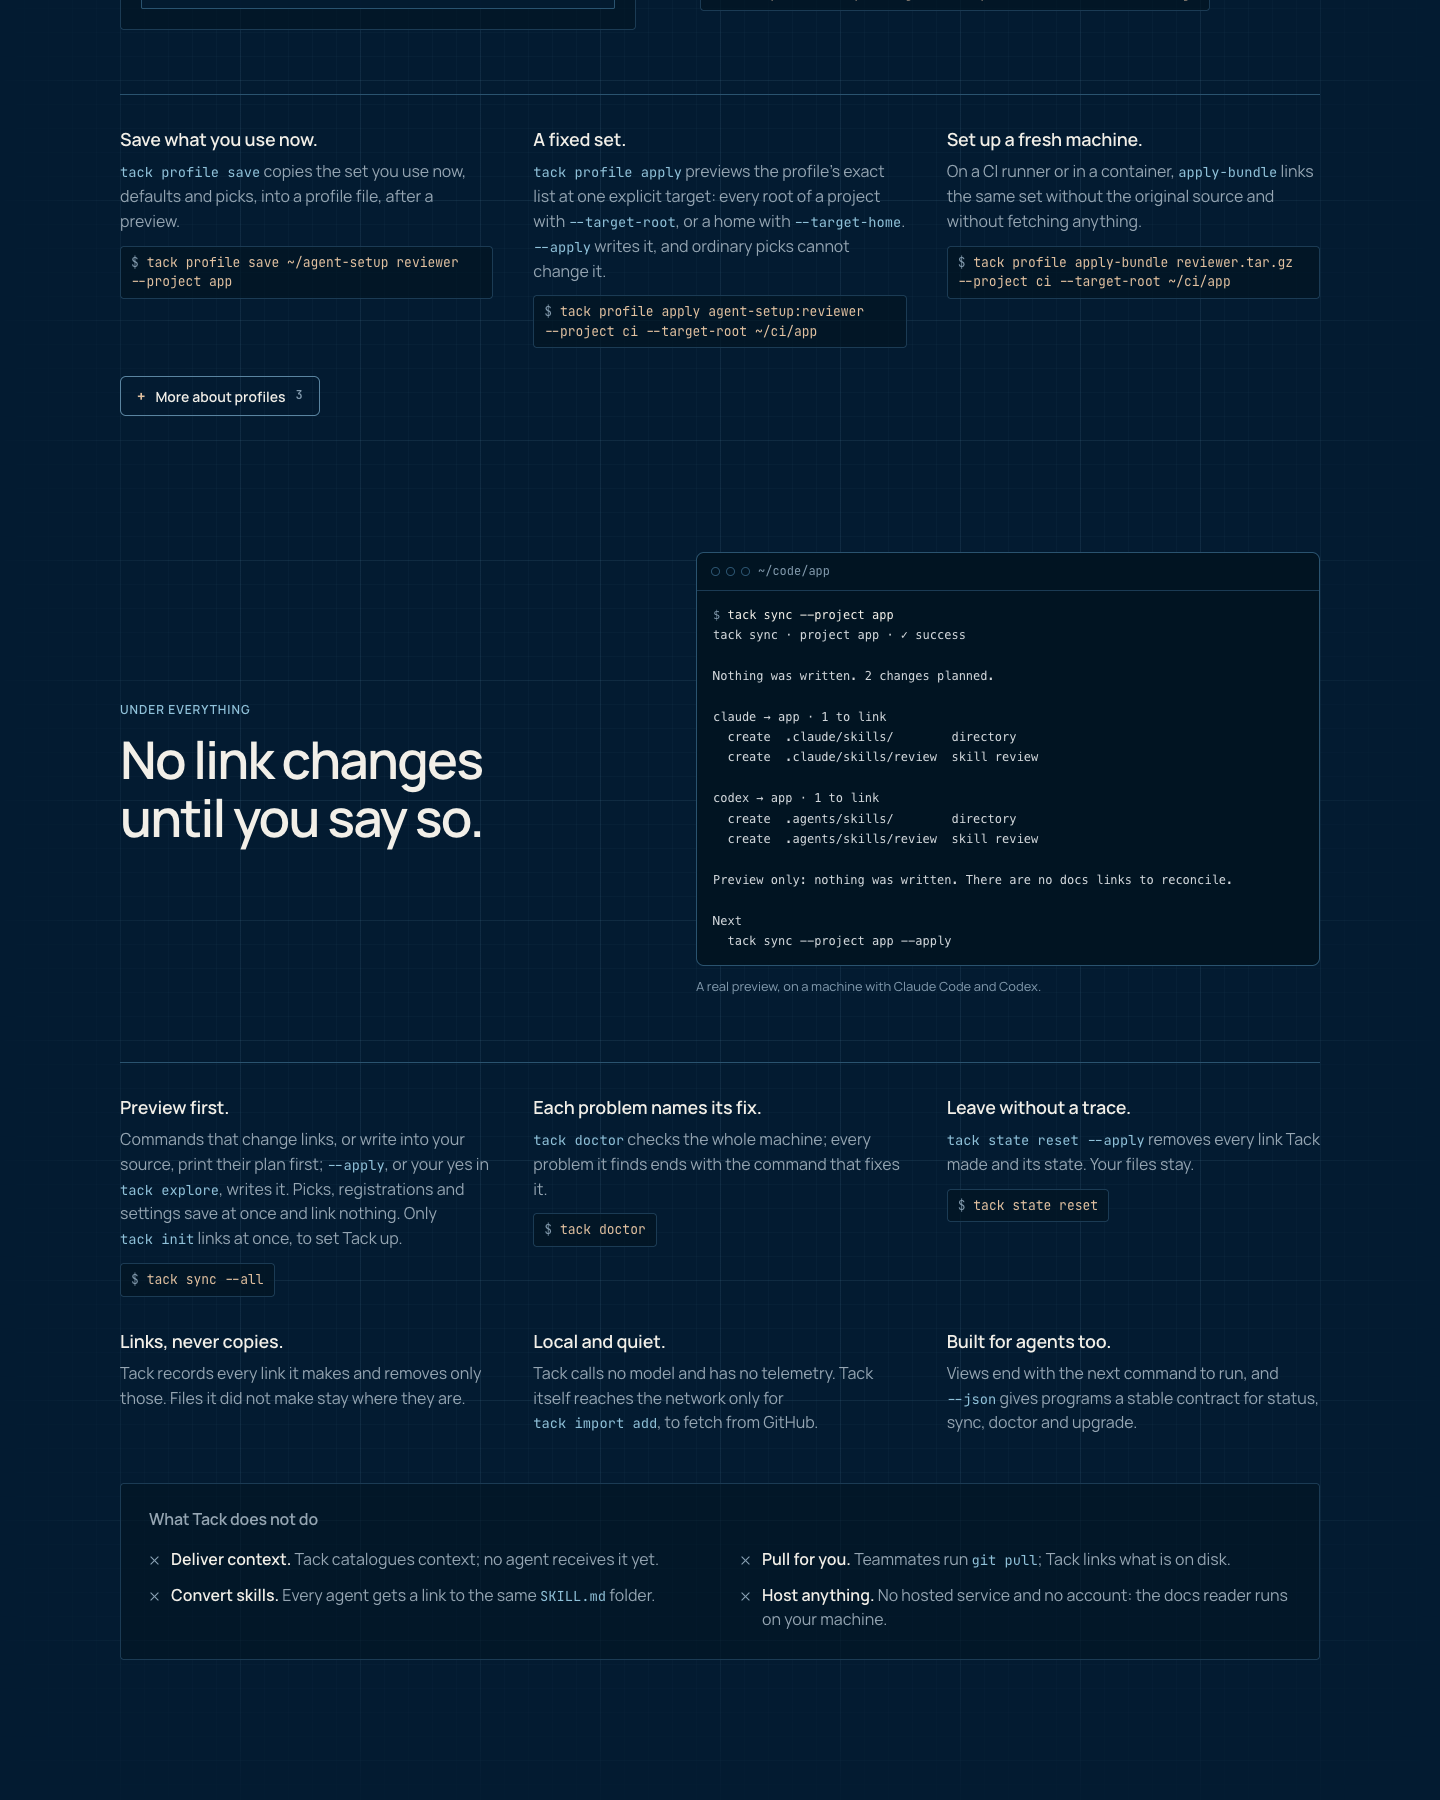 Save what you use now.
tack profile save copies the set you use now,
defaults and picks, into a profile file, after a
preview.
$ tack profile save ~/agent-setup reviewer
--project app
A fixed set.
tack profile apply previews the profile's exact
list at one explicit target: every root of a project
with --target-root, or a home with --target-home.
--apply writes it, and ordinary picks cannot
change it.
$ tack profile apply agent-setup:reviewer
--project ci --target-root ~/ci/app
Set up a fresh machine.
On a CI runner or in a container, apply-bundle links
the same set without the original source and
without fetching anything.
$ tack profile apply-bundle reviewer.tar.gz
--project ci --target-root ~/ci/app
+ More about profiles 3
UNDER EVERYTHING
No link changes
until you say so.
~/code/app
$ tack sync --project app
tack sync · project app · ✓ success
Nothing was written. 2 changes planned.
claude → app · 1 to link
create .claude/skills/ directory
create .claude/skills/review skill review
codex → app · 1 to link
create .agents/skills/ directory
create .agents/skills/review skill review
Preview only: nothing was written. There are no docs links to reconcile.
Next
tack sync --project app --apply
A real preview, on a machine with Claude Code and Codex.
Preview first.
Commands that change links, or write into your
source, print their plan first; --apply, or your yes in
tack explore, writes it. Picks, registrations and
settings save at once and link nothing. Only
tack init links at once, to set Tack up.
$ tack sync --all
Each problem names its fix.
tack doctor checks the whole machine; every
problem it finds ends with the command that fixes
it.
$ tack doctor
Leave without a trace.
tack state reset --apply removes every link Tack
made and its state. Your files stay.
$ tack state reset
Links, never copies.
Tack records every link it makes and removes only
those. Files it did not make stay where they are.
Local and quiet.
Tack calls no model and has no telemetry. Tack
itself reaches the network only for
tack import add, to fetch from GitHub.
Built for agents too.
Views end with the next command to run, and
--json gives programs a stable contract for status,
sync, doctor and upgrade.
What Tack does not do
× Deliver context. Tack catalogues context; no agent receives it yet.
× Convert skills. Every agent gets a link to the same SKILL.md folder.
× Pull for you. Teammates run git pull; Tack links what is on disk.
× Host anything. No hosted service and no account: the docs reader runs
on your machine.